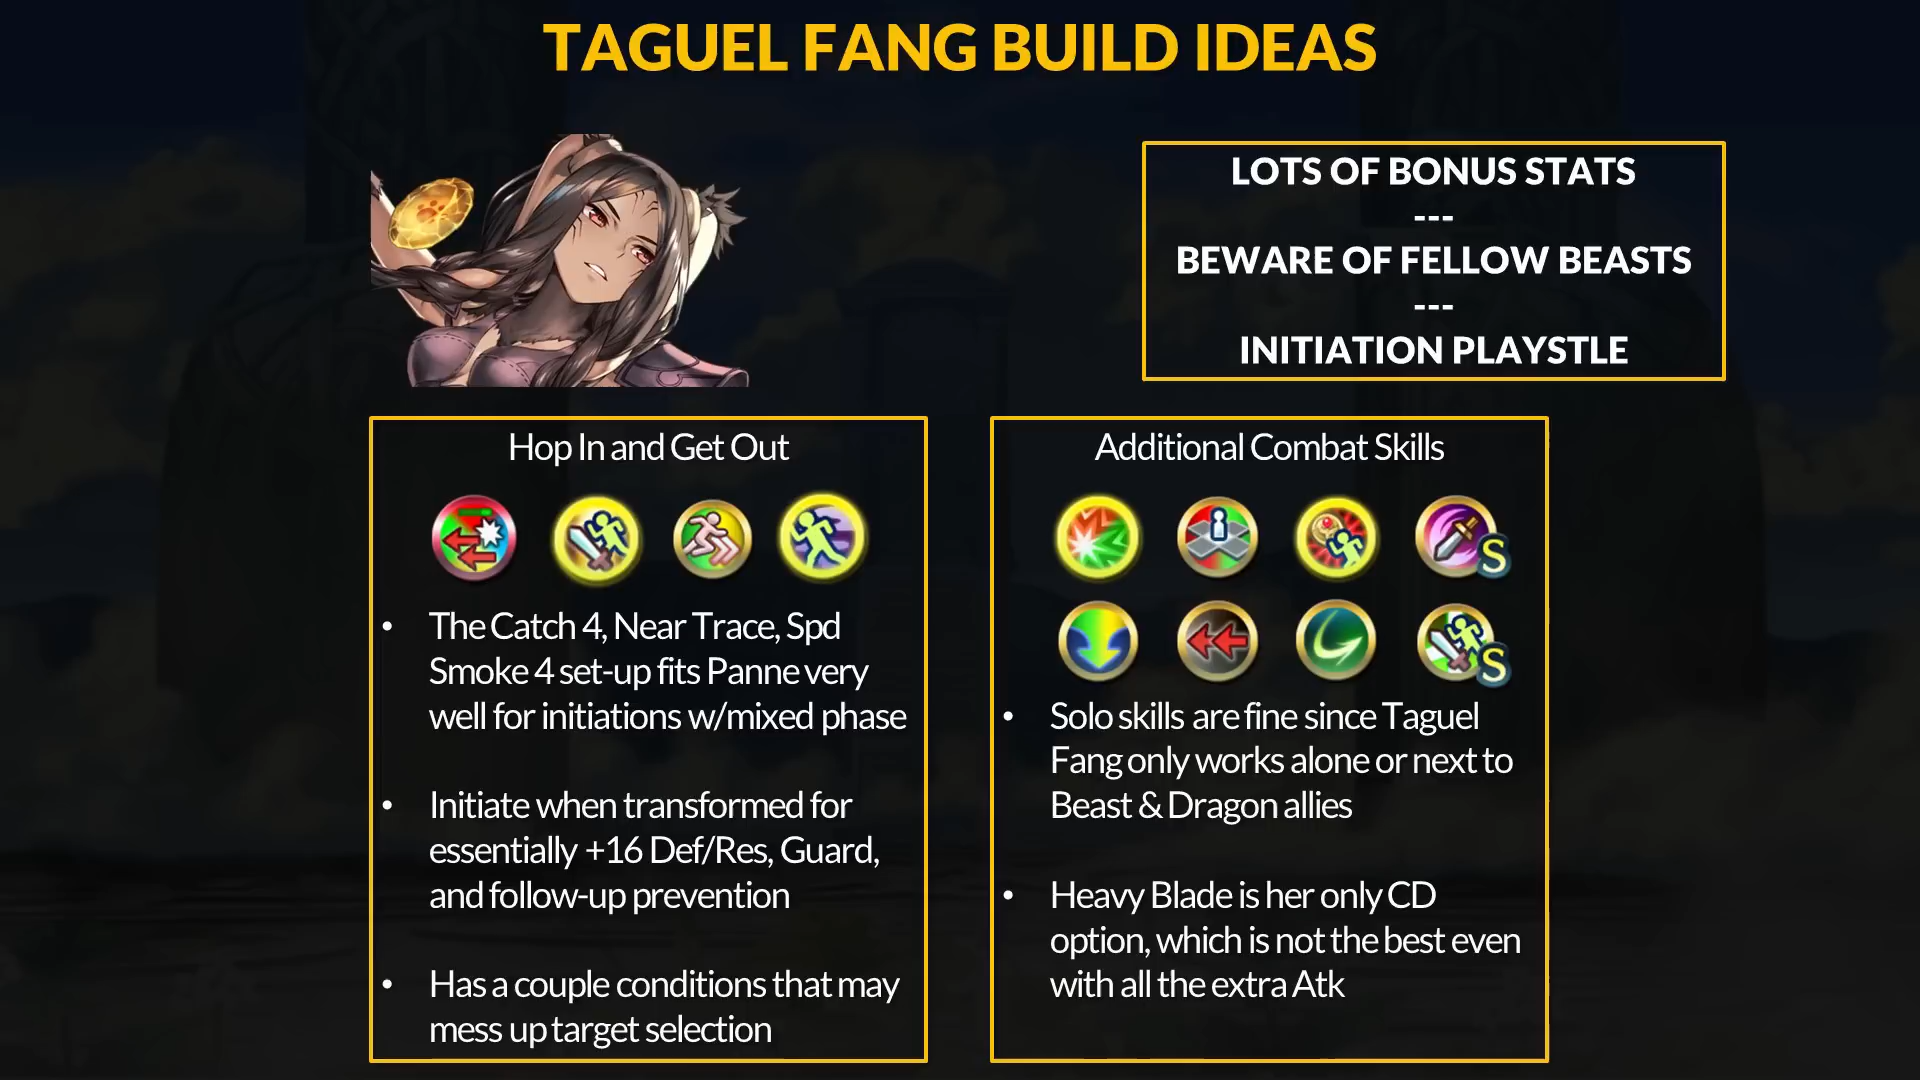 TAGUEL FANG BUILD IDEAS
LOTS OF BONUS STATS
---
BEWARE OF FELLOW BEASTS
---
INITIATION PLAYSTLE
Hop In and Get Out
• The Catch 4, Near Trace, Spd
Smoke 4 set-up fits Panne very
well for initiations w/mixed phase
• Initiate when transformed for
essentially +16 Def/Res, Guard,
and follow-up prevention
• Has a couple conditions that may
mess up target selection
Additional Combat Skills
S
S
• Solo skills are fine since Taguel
Fang only works alone or next to
Beast & Dragon allies
• Heavy Blade is her only CD
option, which is not the best even
with all the extra Atk